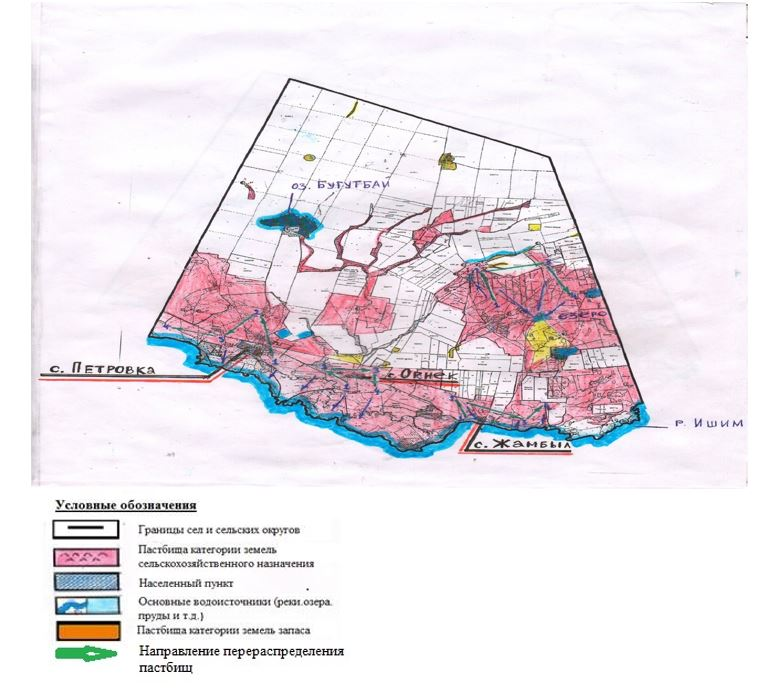 оз. БУГУТБАЙ
ОЗЕРО
с. ПЕТРОВКА
с. Орнек
р. Ишим
с. Жамбыл
Условные обозначения
Границы сел и сельских округов
Пастбища категории земель
сельскохозяйственного назначения
Населенный пункт
Основные водоисточники (реки.озера.
пруды и т.д.)
Пастбища категории земель запаса
Направление перераспределения
пастбищ